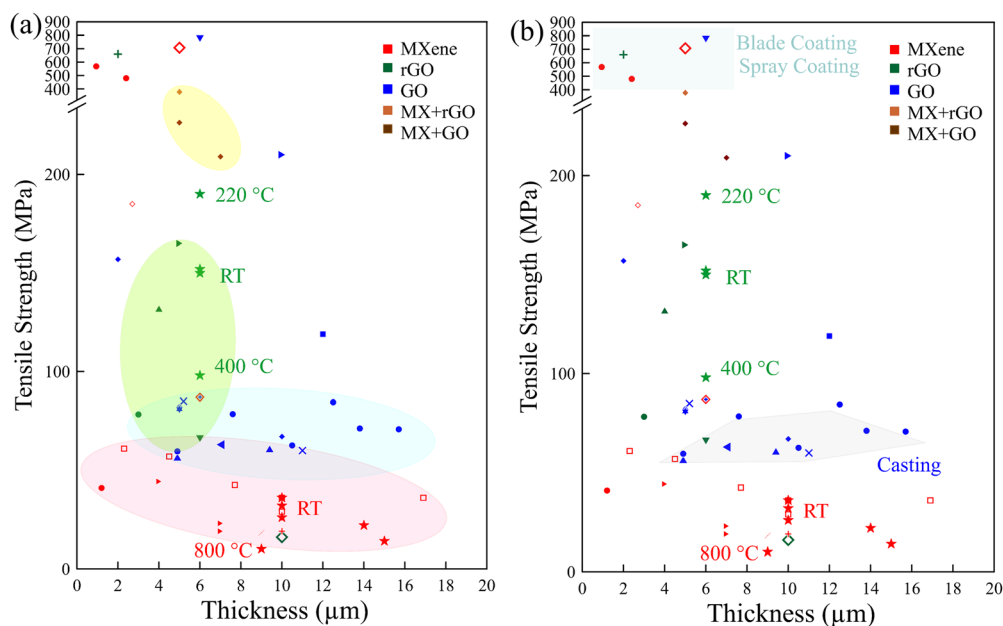 (a)
900
800
700
600
500
400
200
100
0
Tensile Strength (MPa)
MXene
rGO
GO
MX+rGO
MX+GO
220 °C
RT
400 °C
RT
800 °C
0 2 4 6 8 10 12 14 16 18 20
Thickness (µm)
(b)
900
800
700
600
500
400
200
100
0
Tensile Strength (MPa)
Blade Coating
Spray Coating
MXene
rGO
GO
MX+rGO
MX+GO
220 °C
RT
400 °C
Casting
RT
800 °C
0 2 4 6 8 10 12 14 16 18 20
Thickness (µm)